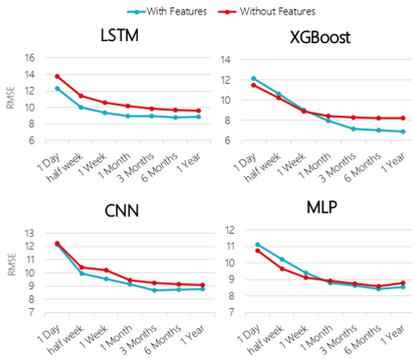 With Features Without Features
LSTM
16
14
12
10
8
6
RMSE
1 Day
half week
1 Week
1 Month
3 Months
6 Months
1 Year
XGBoost
14
12
10
8
6
1 Day
half week
1 Week
1 Month
3 Months
6 Months
1 Year
CNN
13
12
11
10
9
8
7
RMSE
1 Day
half week
1 Week
1 Month
3 Months
6 Months
1 Year
MLP
12
11
10
9
8
7
1 Day
half week
1 Week
1 Month
3 Months
6 Months
1 Year